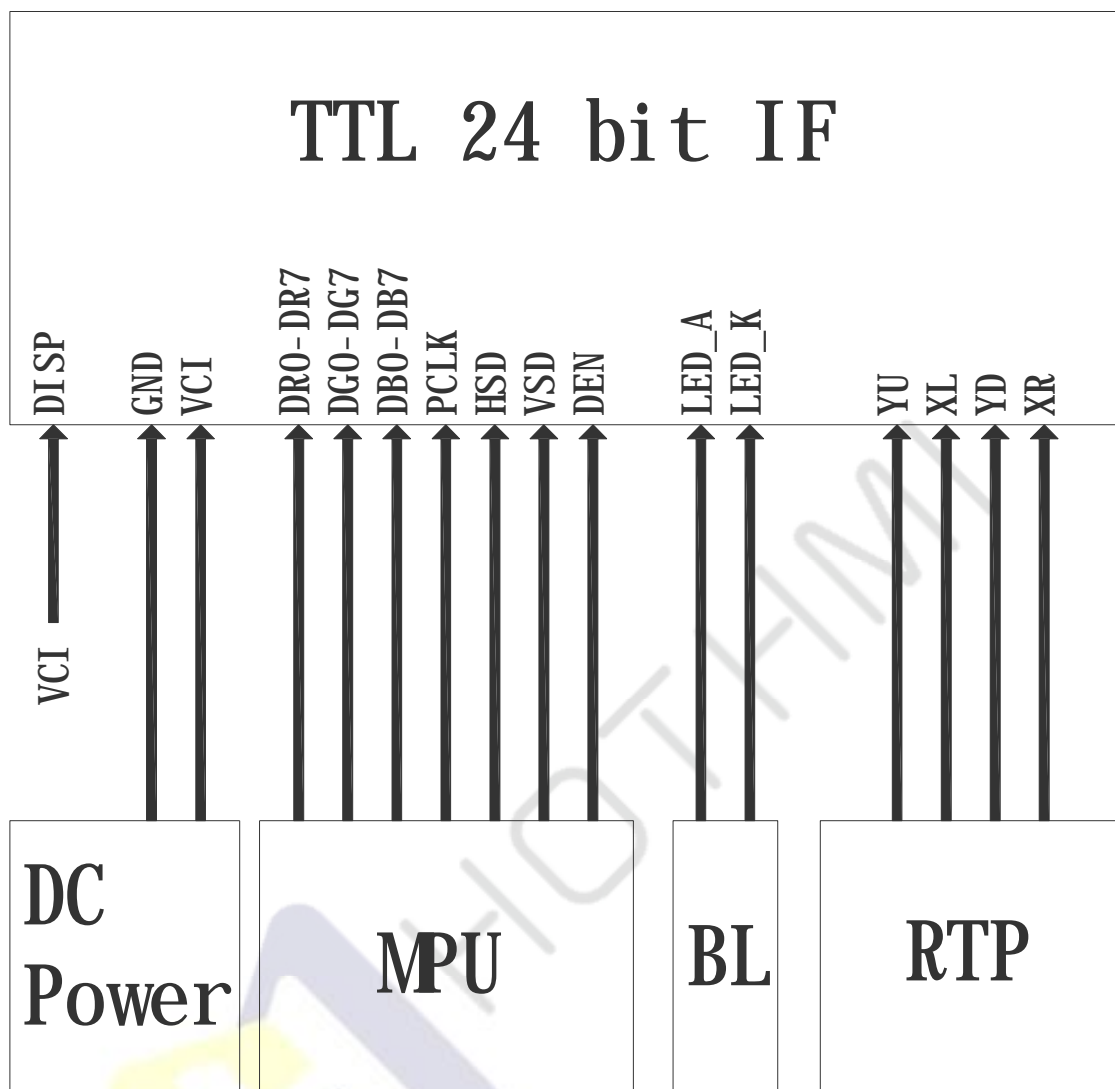 TTL 24 bit IF
DISP
GND
VCI
DR0-DR7
DG0-DG7
DB0-DB7
PCLK
HSD
VSD
DEN
LED_A
LED_K
YU
XL
YD
XR
VCI
DC
Power
MPU
BL
RTP
HOTHMI